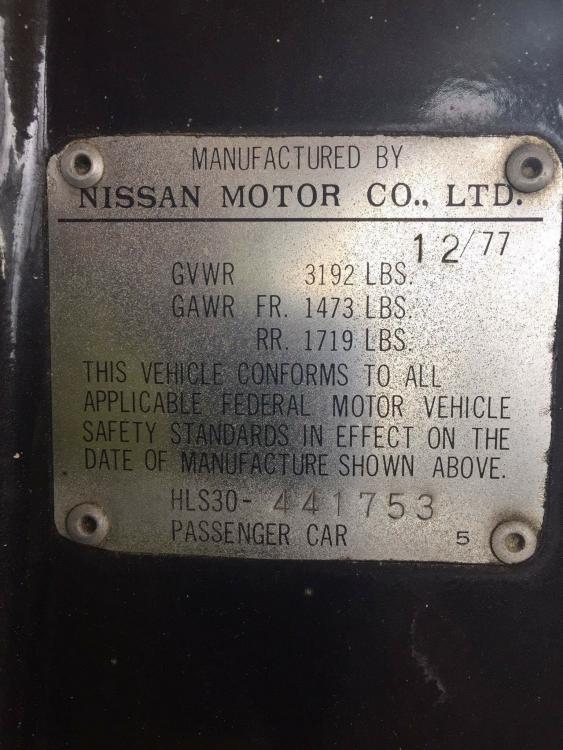 MANUFACTURED BY
NISSAN MOTOR CO., LTD.
12/77
GVWR 3192 LBS.
GAWR FR. 1473 LBS.
RR. 1719 LBS.
THIS VEHICLE CONFORMS TO ALL
APPLICABLE FEDERAL MOTOR VEHICLE
SAFETY STANDARDS IN EFFECT ON THE
DATE OF MANUFACTURE SHOWN ABOVE.
HLS30-441753
PASSENGER CAR 5